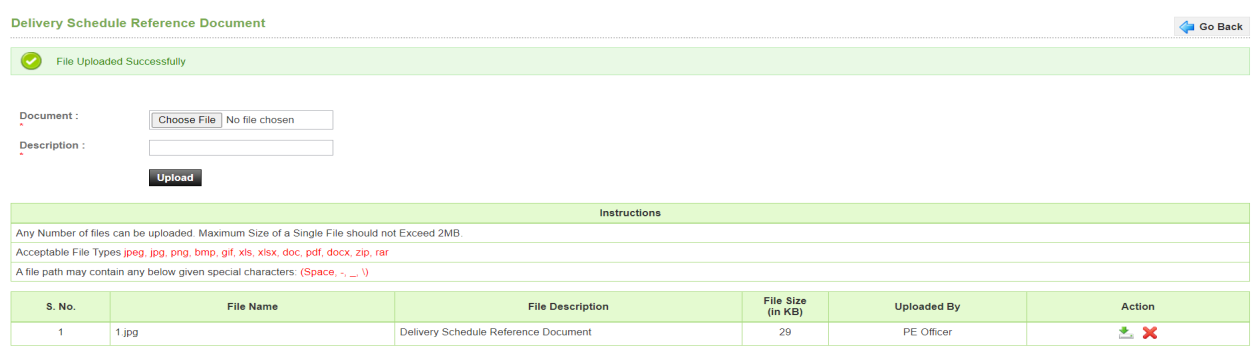 Delivery Schedule Reference Document
Go Back
File Uploaded Successfully
Document :
*
Choose File No file chosen
Description :
*
Upload
Instructions
Any Number of files can be uploaded. Maximum Size of a Single File should not Exceed 2MB.
Acceptable File Types jpeg, jpg, png, bmp, gif, xls, xlsx, doc, pdf, docx, zip, rar
A file path may contain any below given special characters: (Space, -, _, \)
S. No. File Name File Description File Size (in KB) Uploaded By Action
1 1.jpg Delivery Schedule Reference Document 29 PE Officer